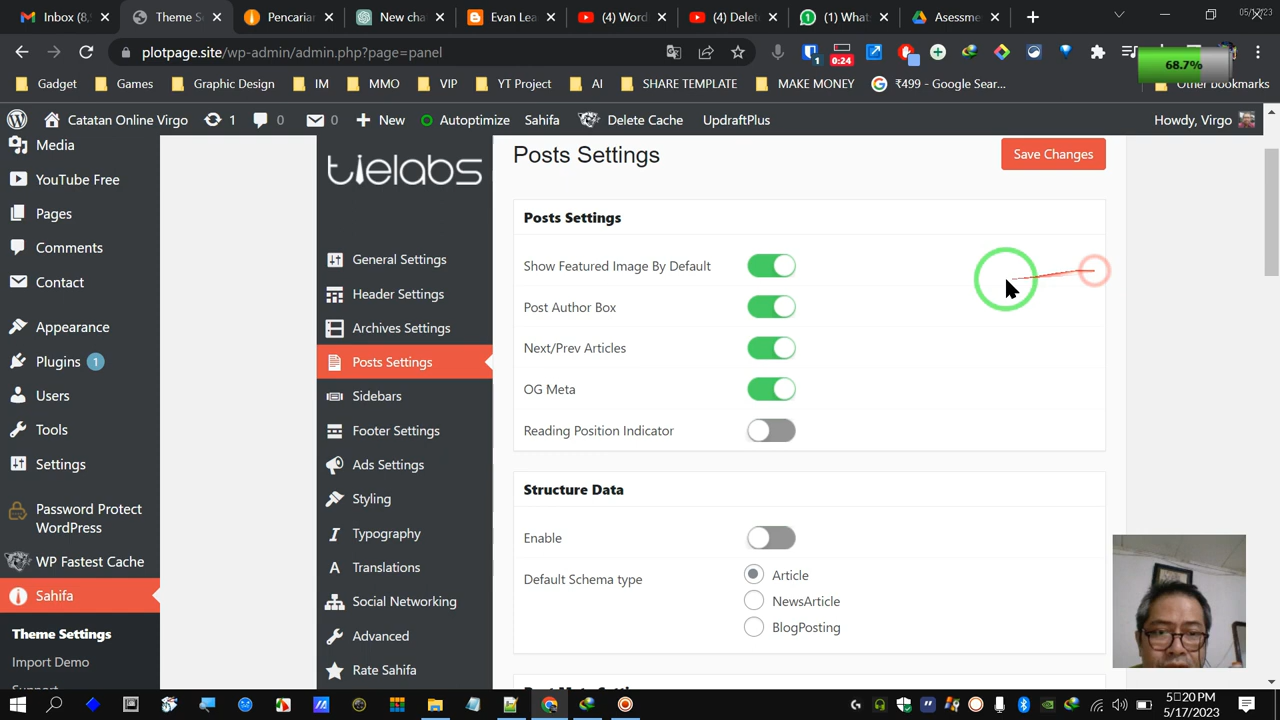 Inbox (8,
Theme S
Pencarian
New cha
Evan Lea
(4) Word
(4) Delet
(1) What
Asessme
05/17/23
plotpage.site/wp-admin/admin.php?page=panel
1
0:24
68.7%
Gadget
Games
Graphic Design
IM
MMO
VIP
YT Project
AI
SHARE TEMPLATE
MAKE MONEY
₹499 - Google Sear...
Other bookmarks
Catatan Online Virgo
1
0
0
New
Autoptimize
Sahifa
Delete Cache
UpdraftPlus
Howdy, Virgo
Media
YouTube Free
Pages
Comments
Contact
Appearance
Plugins 1
Users
Tools
Settings
Password Protect
WordPress
WP Fastest Cache
Sahifa
Theme Settings
Import Demo
tielabs
General Settings
Header Settings
Archives Settings
Posts Settings
Sidebars
Footer Settings
Ads Settings
Styling
Typography
Translations
Social Networking
Advanced
Rate Sahifa
Posts Settings
Save Changes
Posts Settings
Show Featured Image By Default
Post Author Box
Next/Prev Articles
OG Meta
Reading Position Indicator
Structure Data
Enable
Default Schema type
Article
NewsArticle
BlogPosting
5:20 PM
5/17/2023